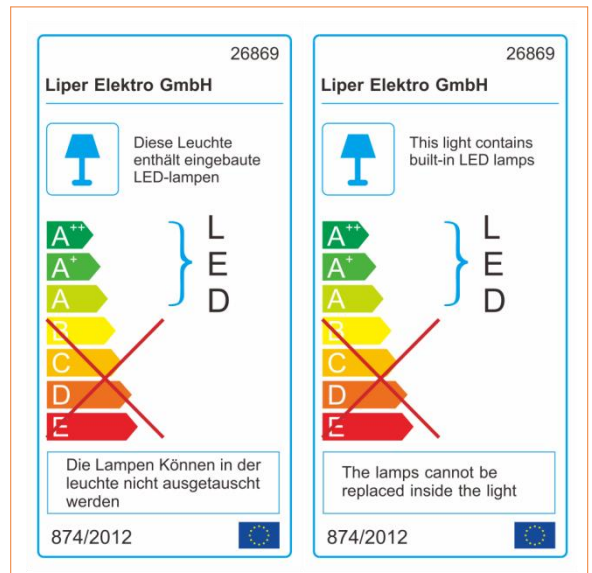 26869
Liper Elektro GmbH
Diese Leuchte
enthält eingebaute
LED-lampen
A++
A+
A
B
C
D
E
L
E
D
Die Lampen Können in der
leuchte nicht ausgetauscht
werden
874/2012
26869
Liper Elektro GmbH
This light contains
built-in LED lamps
A++
A+
A
B
C
D
E
L
E
D
The lamps cannot be
replaced inside the light
874/2012